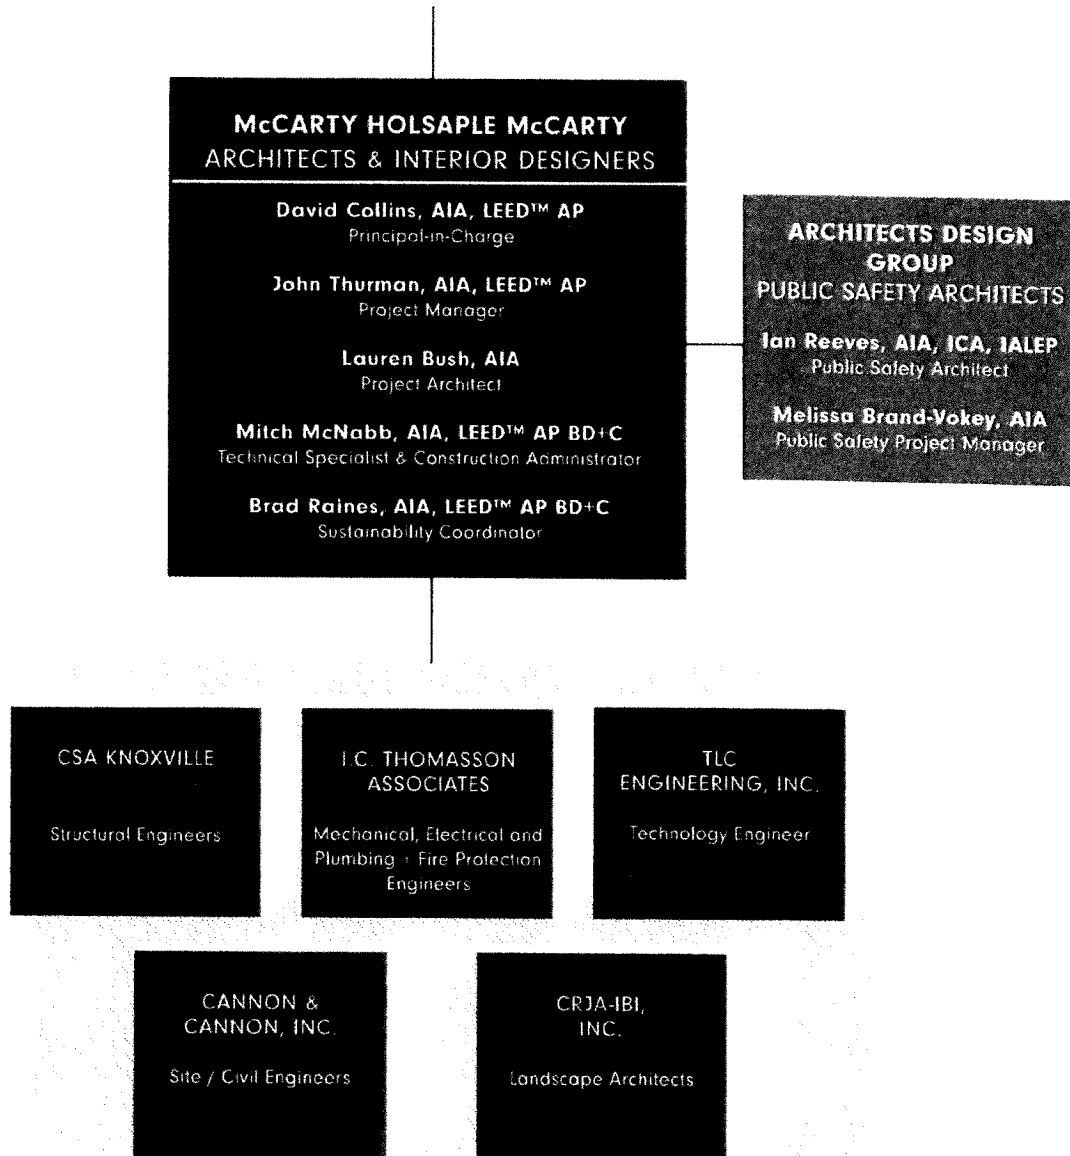 McCARTY HOLSAPLE McCARTY
ARCHITECTS & INTERIOR DESIGNERS
David Collins, AIA, LEED™ AP
Principal-in-Charge
John Thurman, AIA, LEED™ AP
Project Manager
Lauren Bush, AIA
Project Architect
Mitch McNabb, AIA, LEED™ AP BD+C
Technical Specialist & Construction Administrator
Brad Raines, AIA, LEED™ AP BD+C
Sustainability Coordinator
ARCHITECTS DESIGN
GROUP
PUBLIC SAFETY ARCHITECTS
Ian Reeves, AIA, ICA, IALEP
Public Safety Architect
Melissa Brand-Vokey, AIA
Public Safety Project Manager
CSA KNOXVILLE
Structural Engineers
I.C. THOMASSON
ASSOCIATES
Mechanical, Electrical and
Plumbing + Fire Protection
Engineers
TLC
ENGINEERING, INC.
Technology Engineer
CANNON &
CANNON, INC.
Site / Civil Engineers
CRJA-IBI,
INC.
Landscape Architects